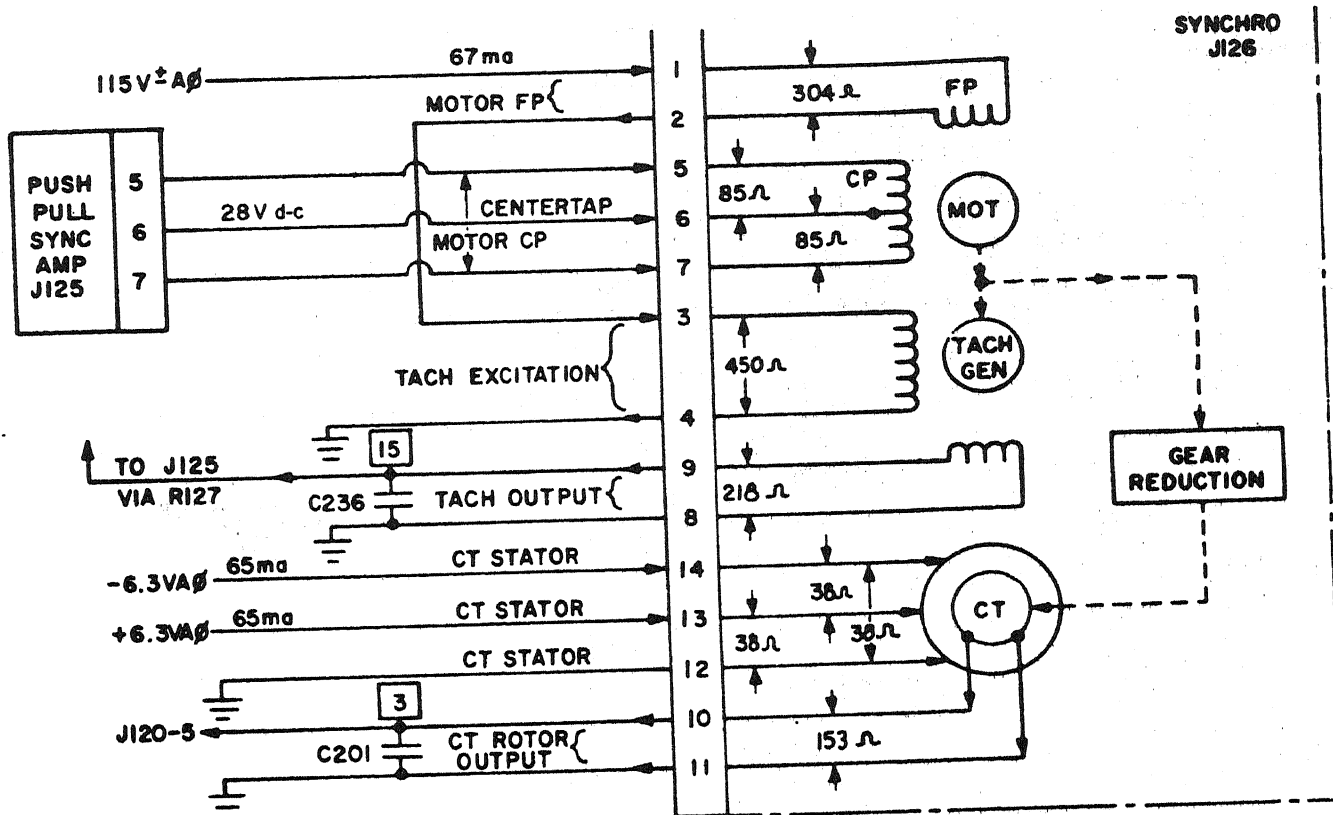 SYNCHRO
J126
115V±AØ
67ma
1
304Ω
FP
MOTOR FP{
2
PUSH
PULL
SYNC
AMP
J125
5
6
7
28V d-c
CENTERTAP
MOTOR CP
5
6
7
85Ω
85Ω
CP
MOT
3
TACH EXCITATION{
450Ω
TACH
GEN
4
GEAR
REDUCTION
TO J125
VIA R127
15
C236
TACH OUTPUT{
9
218Ω
8
-6.3VAØ
65ma
CT STATOR
14
38Ω
+6.3VAØ
65ma
CT STATOR
13
38Ω
38Ω
CT
CT STATOR
12
J120-5
3
C201
CT ROTOR
OUTPUT{
10
153Ω
11